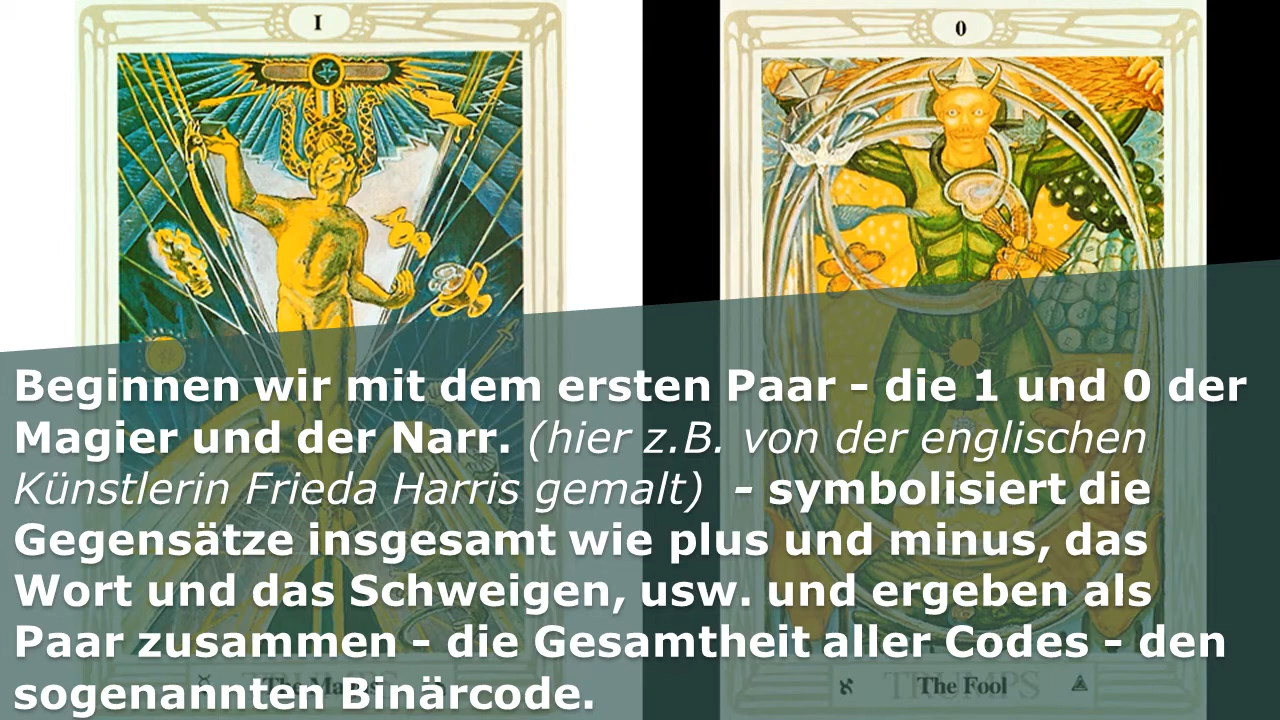 I
0
Beginnen wir mit dem ersten Paar - die 1 und 0 der
Magier und der Narr. (hier z.B. von der englischen
Künstlerin Frieda Harris gemalt) - symbolisiert die
Gegensätze insgesamt wie plus und minus, das
Wort und das Schweigen, usw. und ergeben als
Paar zusammen - die Gesamtheit aller Codes - den
sogenannten Binärcode.
The Fool